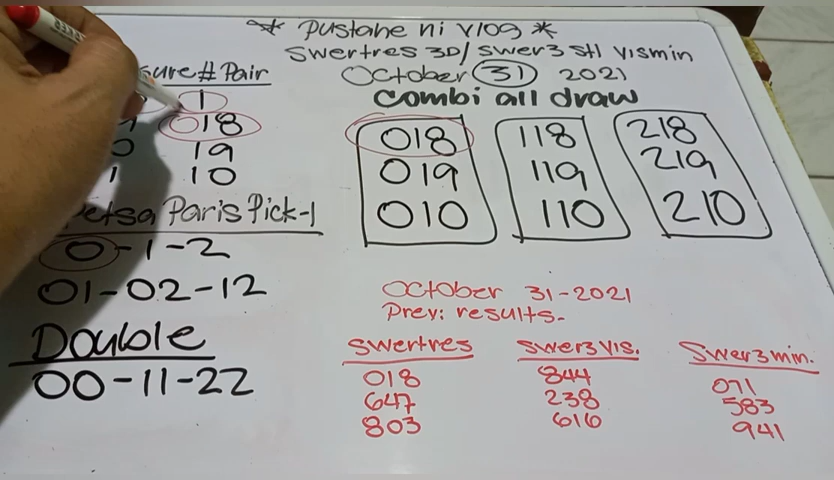 * Pustahe ni vlog *
Swertres 3D/ swer3 stl vismin
October 31 2021
Combi all draw
sure # Pair
1
018
19
10
Petsa Paris Pick-1
0-1-2
01-02-12
Double
00-11-22
018 118 218
019 119 219
010 110 210
October 31-2021
Prev: results-
Swertres Swer3 vis. Swer3 min.
018 844 071
647 238 583
803 616 941